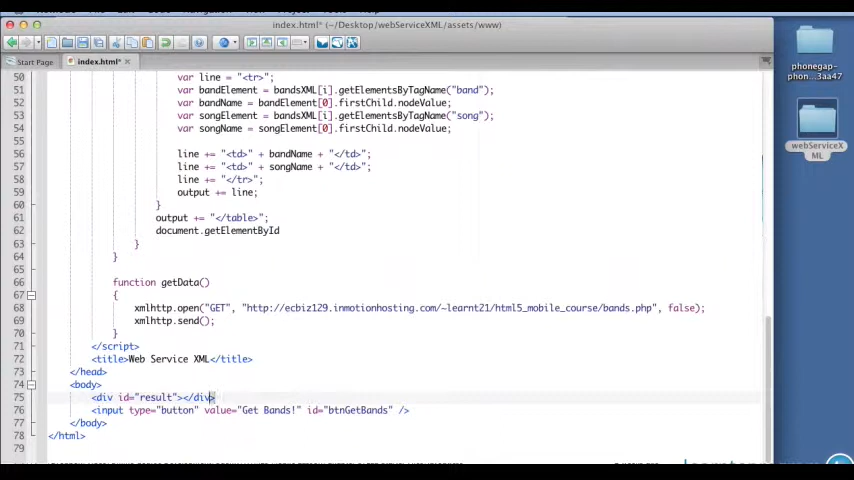 index.html* (~/Desktop/webServiceXML/assets/www)
Start Page
index.html*
50 var line = "<tr>";
51 var bandElement = bandsXML[i].getElementsByTagName("band");
52 var bandName = bandElement[0].firstChild.nodeValue;
53 var songElement = bandsXML[i].getElementsByTagName("song");
54 var songName = songElement[0].firstChild.nodeValue;
55
56 line += "<td>" + bandName + "</td>";
57 line += "<td>" + songName + "</td>";
58 line += "</tr>";
59 output += line;
60 }
61 output += "</table>";
62 document.getElementById
63 }
64 }
65
66 function getData()
67 {
68 xmlhttp.open("GET", "http://ecbiz129.inmotionhosting.com/~learnt21/html5_mobile_course/bands.php", false);
69 xmlhttp.send();
70 }
71 </script>
72 <title>Web Service XML</title>
73 </head>
74 <body>
75 <div id="result"></div>
76 <input type="button" value="Get Bands!" id="btnGetBands" />
77 </body>
78 </html>
79
phonegap-
phon...3aa47
webServiceX
ML